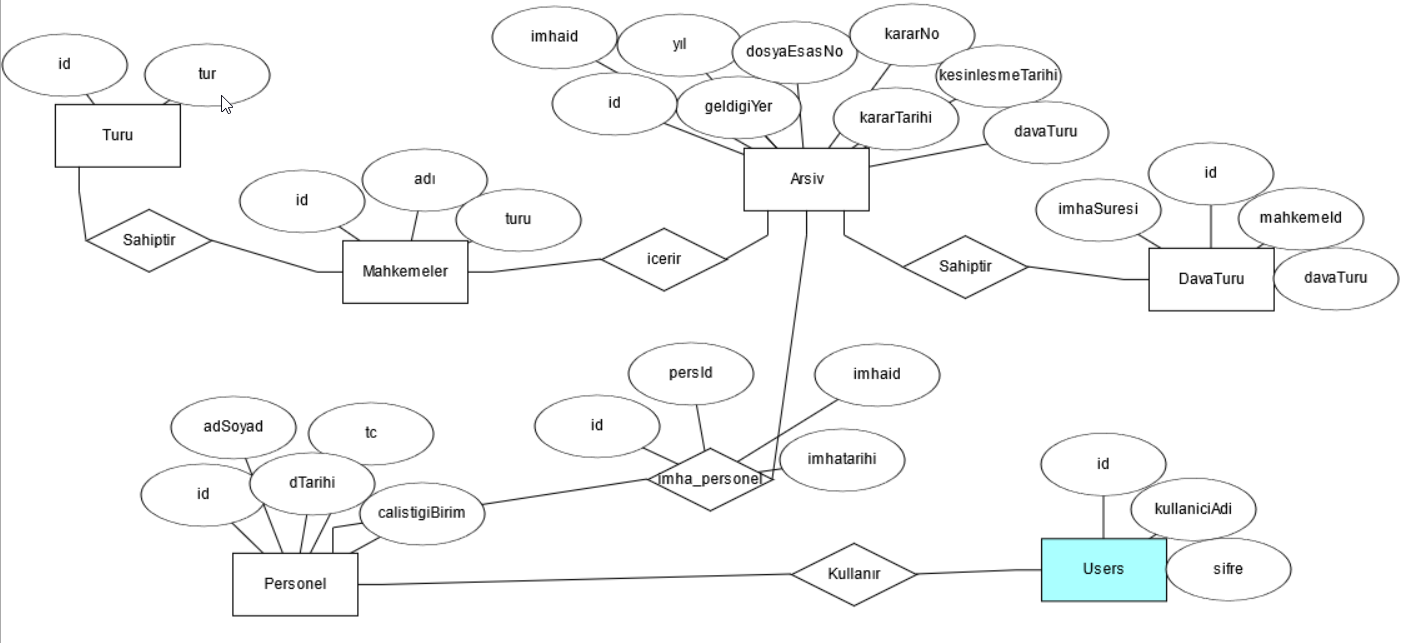 imhaid
yıl
dosyaEsasNo
kararNo
id
tur
kesinlesmeTarihi
id
geldigiYer
kararTarihi
davaTuru
Turu
Arsiv
adı
id
turu
id
imhaSuresi
mahkemeId
Sahiptir
Mahkemeler
icerir
Sahiptir
DavaTuru
davaTuru
persId
imhaid
id
adSoyad
tc
imhatarihi
imha_personel
id
dTarihi
calistigiBirim
id
kullaniciAdi
Personel
Kullanır
Users
sifre